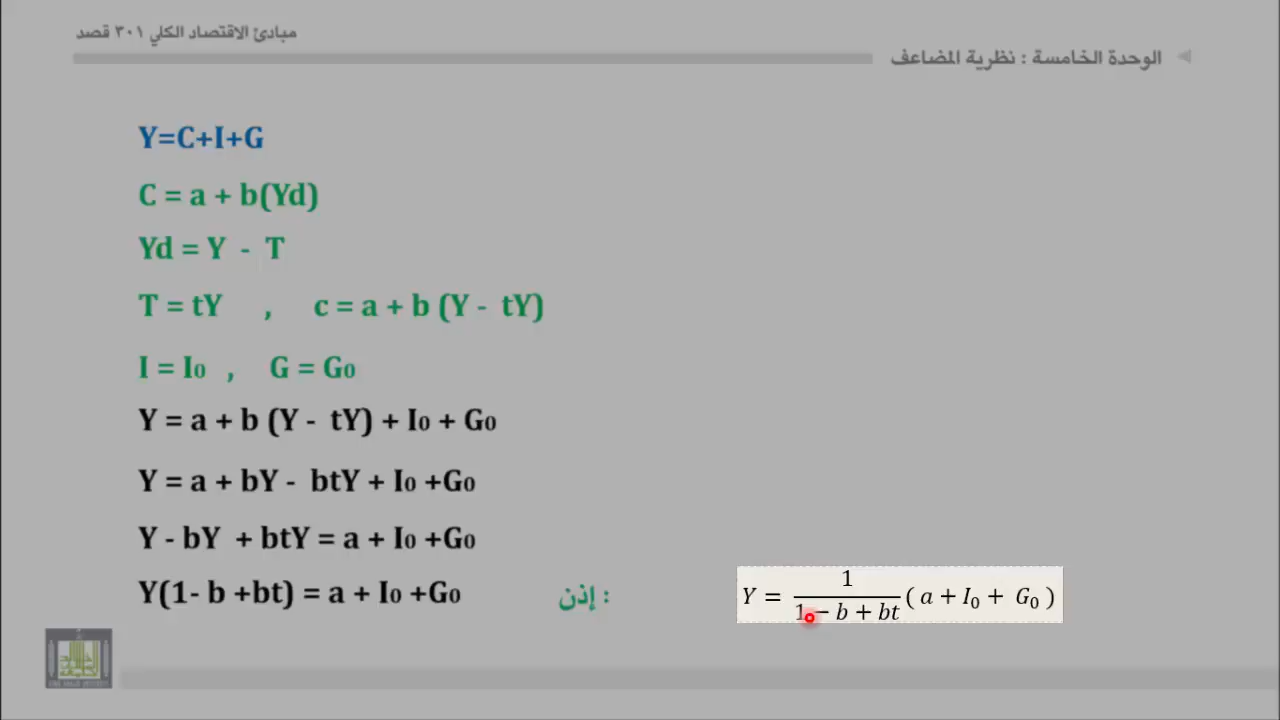 مبادئ الاقتصاد الكلي ٣٠١ قصد
الوحدة الخامسة : نظرية المضاعف
Y=C+I+G
C = a + b(Yd)
Yd = Y - T
T = tY , c = a + b (Y - tY)
I = I₀ , G = G₀
Y = a + b (Y - tY) + I₀ + G₀
Y = a + bY - btY + I₀ +G₀
Y - bY + btY = a + I₀ +G₀
Y(1- b +bt) = a + I₀ +G₀ إذن : Y = 1 / (1 − b + bt) ( a + I₀ + G₀ )